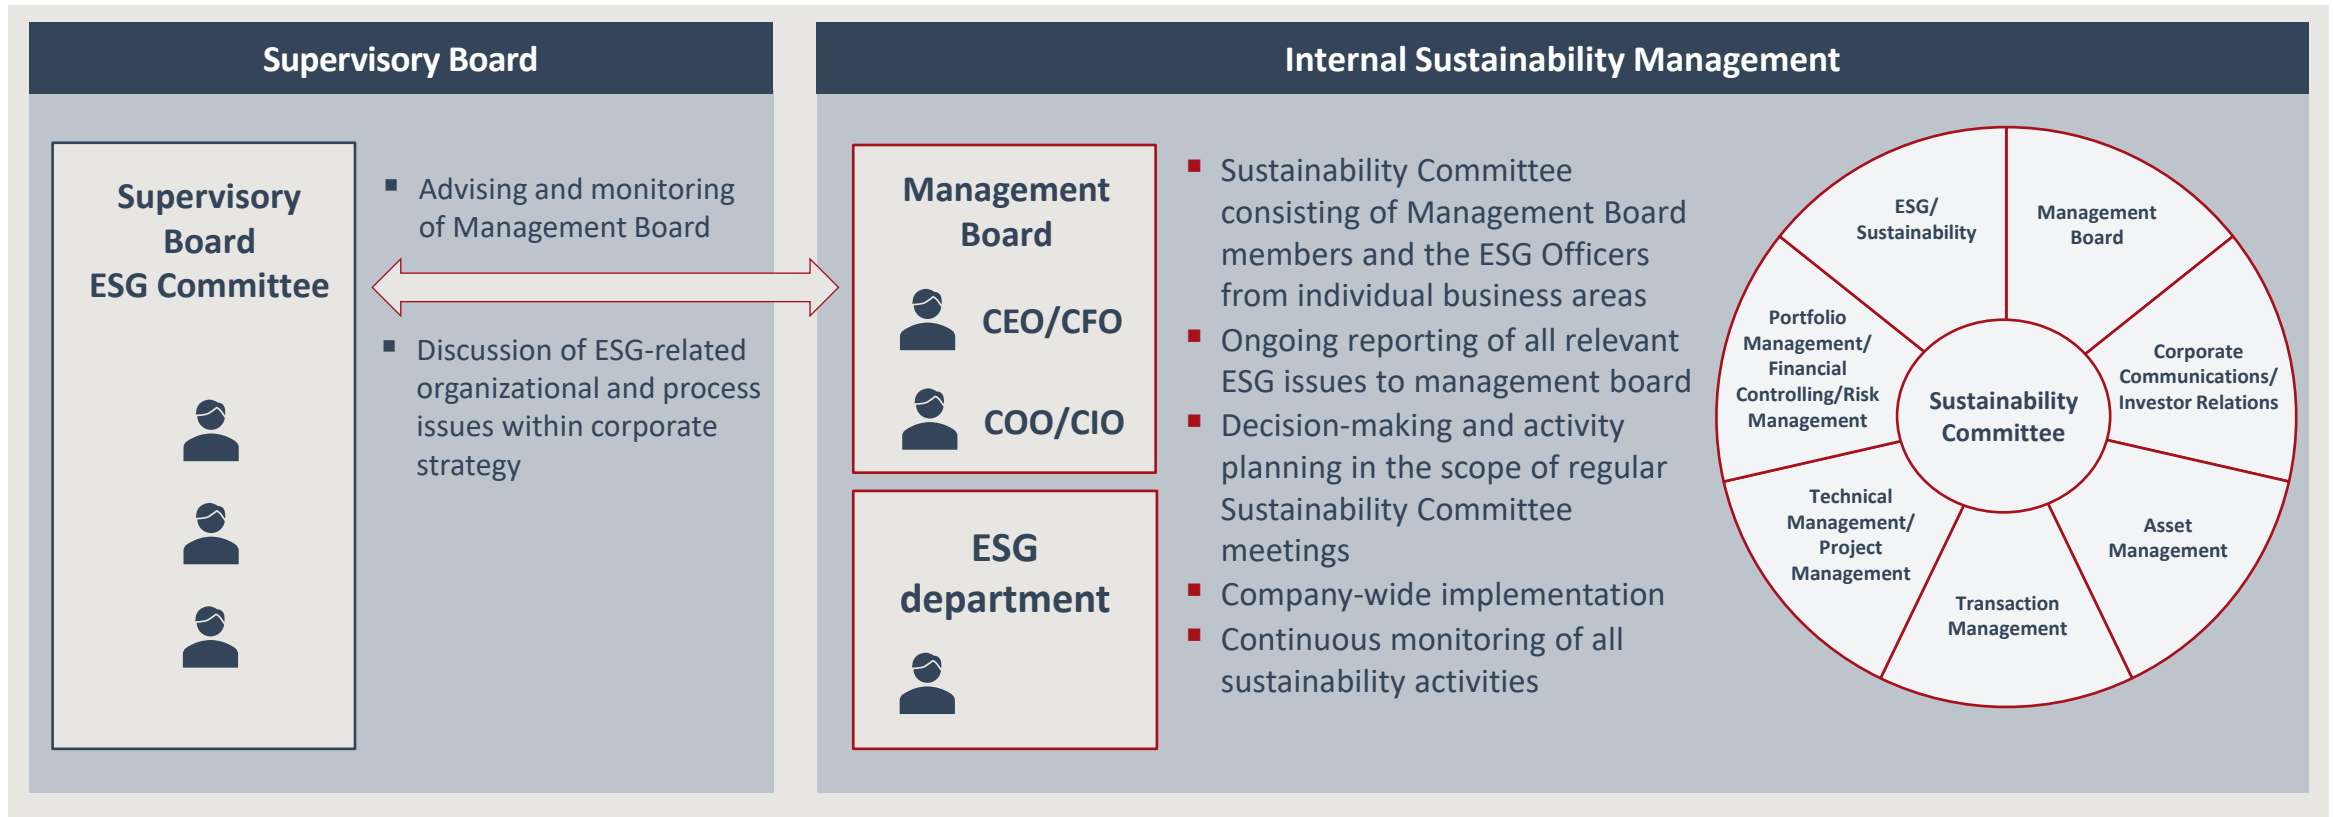 Supervisory Board
Supervisory
Board
ESG Committee
Advising and monitoring
of Management Board
Discussion of ESG-related
organizational and process
issues within corporate
strategy
Internal Sustainability Management
Management
Board
CEO/CFO
COO/CIO
ESG
department
Sustainability Committee
consisting of Management Board
members and the ESG Officers
from individual business areas
Ongoing reporting of all relevant
ESG issues to management board
Decision-making and activity
planning in the scope of regular
Sustainability Committee
meetings
Company-wide implementation
Continuous monitoring of all
sustainability activities
ESG/
Sustainability
Management
Board
Corporate
Communications/
Investor Relations
Asset
Management
Transaction
Management
Technical
Management/
Project
Management
Portfolio
Management/
Financial
Controlling/Risk
Management
Sustainability
Committee